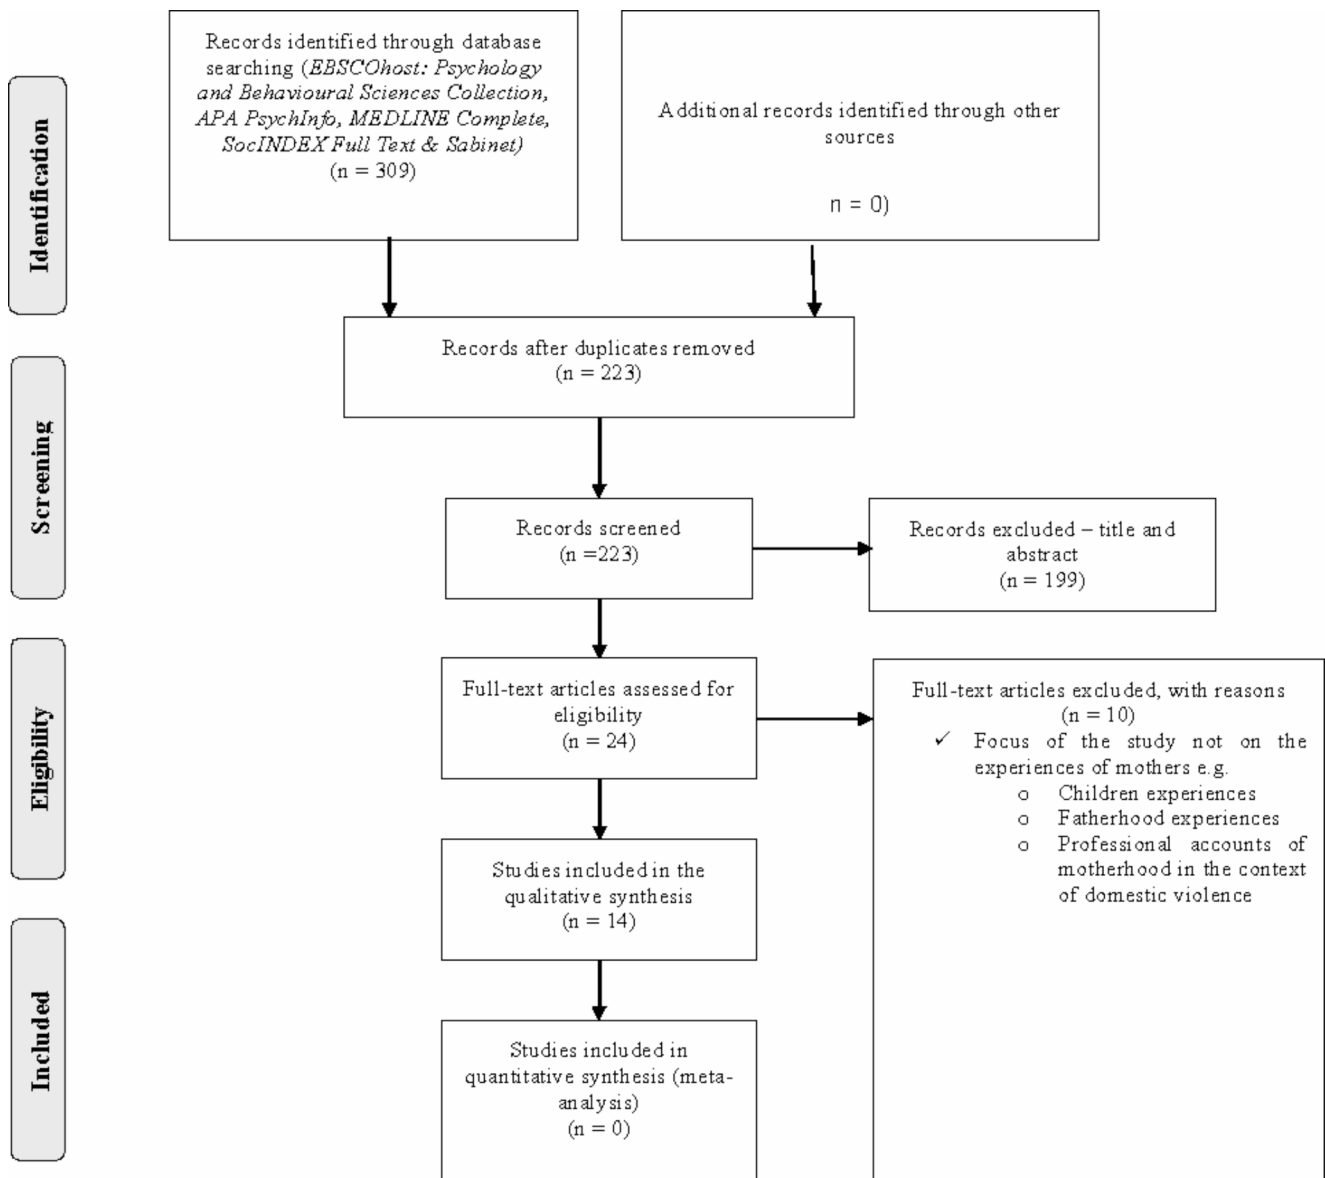 Records identified through database
searching (EBSCOhost: Psychology
and Behavioural Sciences Collection,
APA PsychInfo, MEDLINE Complete,
SocINDEX Full Text & Sabinet)
(n = 309)
Additional records identified through other
sources
n = 0)
Identification
Records after duplicates removed
(n = 223)
Screening
Records screened
(n =223)
Records excluded – title and
abstract
(n = 199)
Eligibility
Full-text articles assessed for
eligibility
(n = 24)
Full-text articles excluded, with reasons
(n = 10)
✓ Focus of the study not on the
experiences of mothers e.g.
o Children experiences
o Fatherhood experiences
o Professional accounts of
motherhood in the context
of domestic violence
Studies included in the
qualitative synthesis
(n = 14)
Included
Studies included in
quantitative synthesis (meta-
analysis)
(n = 0)